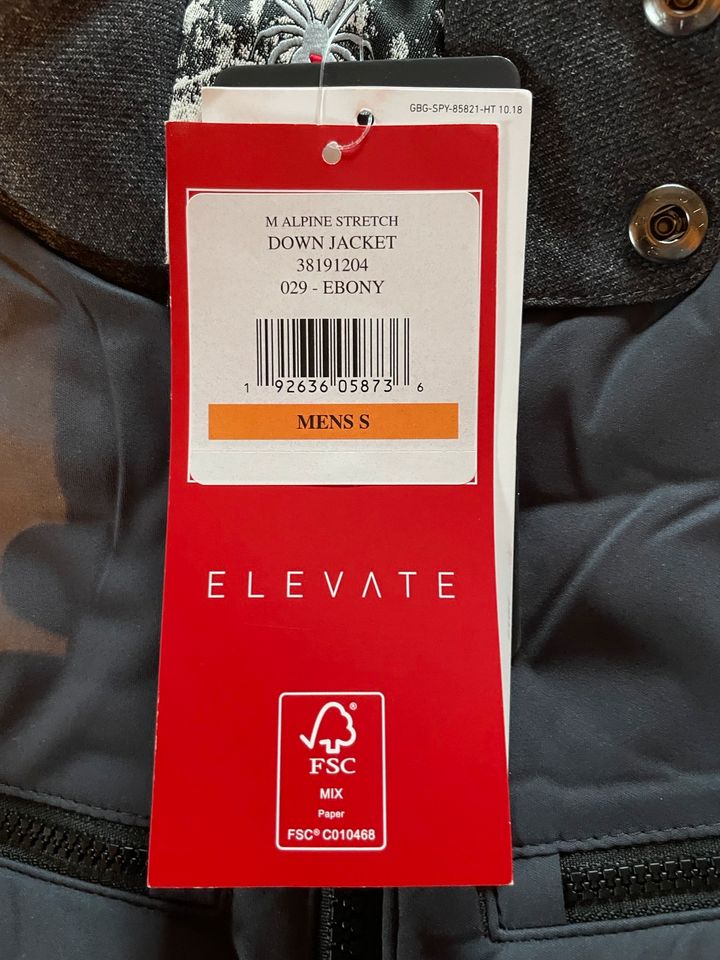 GBG-SPY-85821-HT 10.18
M ALPINE STRETCH
DOWN JACKET
38191204
029 - EBONY
1 92636 05873 6
MENS S
ELEVATE
FSC
MIX
Paper
FSC® C010468